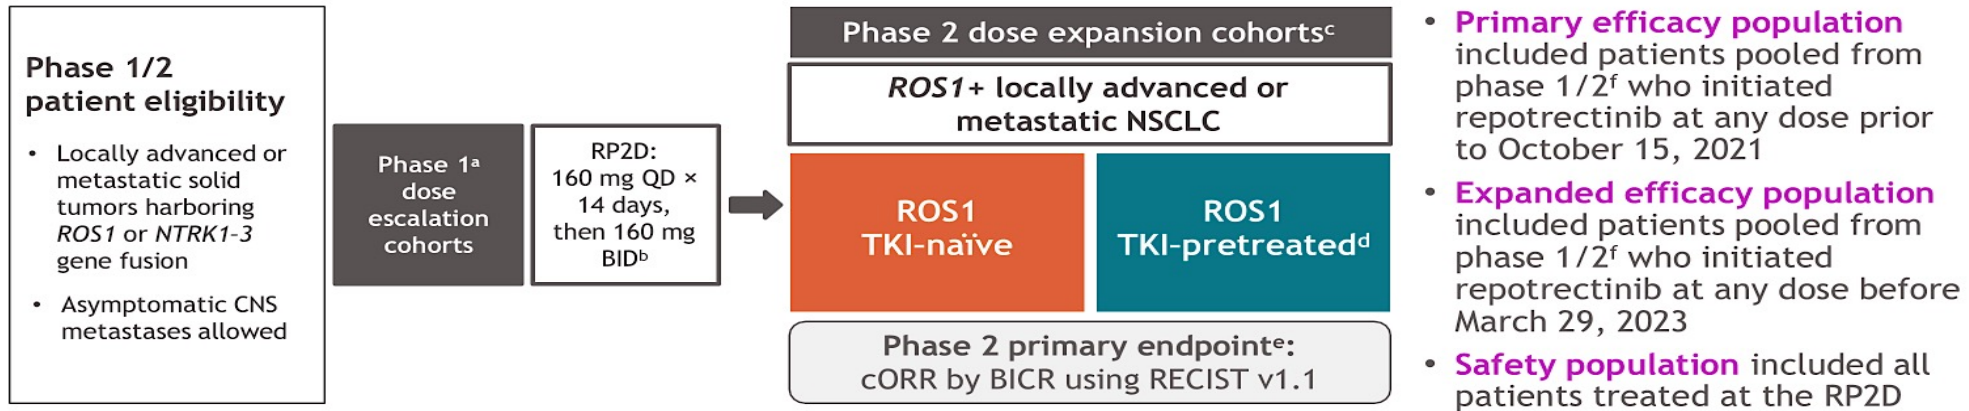 Phase 1/2
patient eligibility
• Locally advanced or
metastatic solid
tumors harboring
ROS1 or NTRK1-3
gene fusion
• Asymptomatic CNS
metastases allowed
Phase 1ᵃ
dose
escalation
cohorts
RP2D:
160 mg QD ×
14 days,
then 160 mg
BIDᵇ
Phase 2 dose expansion cohortsᶜ
ROS1+ locally advanced or
metastatic NSCLC
ROS1
TKI-naïve
ROS1
TKI-pretreatedᵈ
Phase 2 primary endpointᵉ:
cORR by BICR using RECIST v1.1
• Primary efficacy population
included patients pooled from
phase 1/2ᶠ who initiated
repotrectinib at any dose prior
to October 15, 2021
• Expanded efficacy population
included patients pooled from
phase 1/2ᶠ who initiated
repotrectinib at any dose before
March 29, 2023
• Safety population included all
patients treated at the RP2D